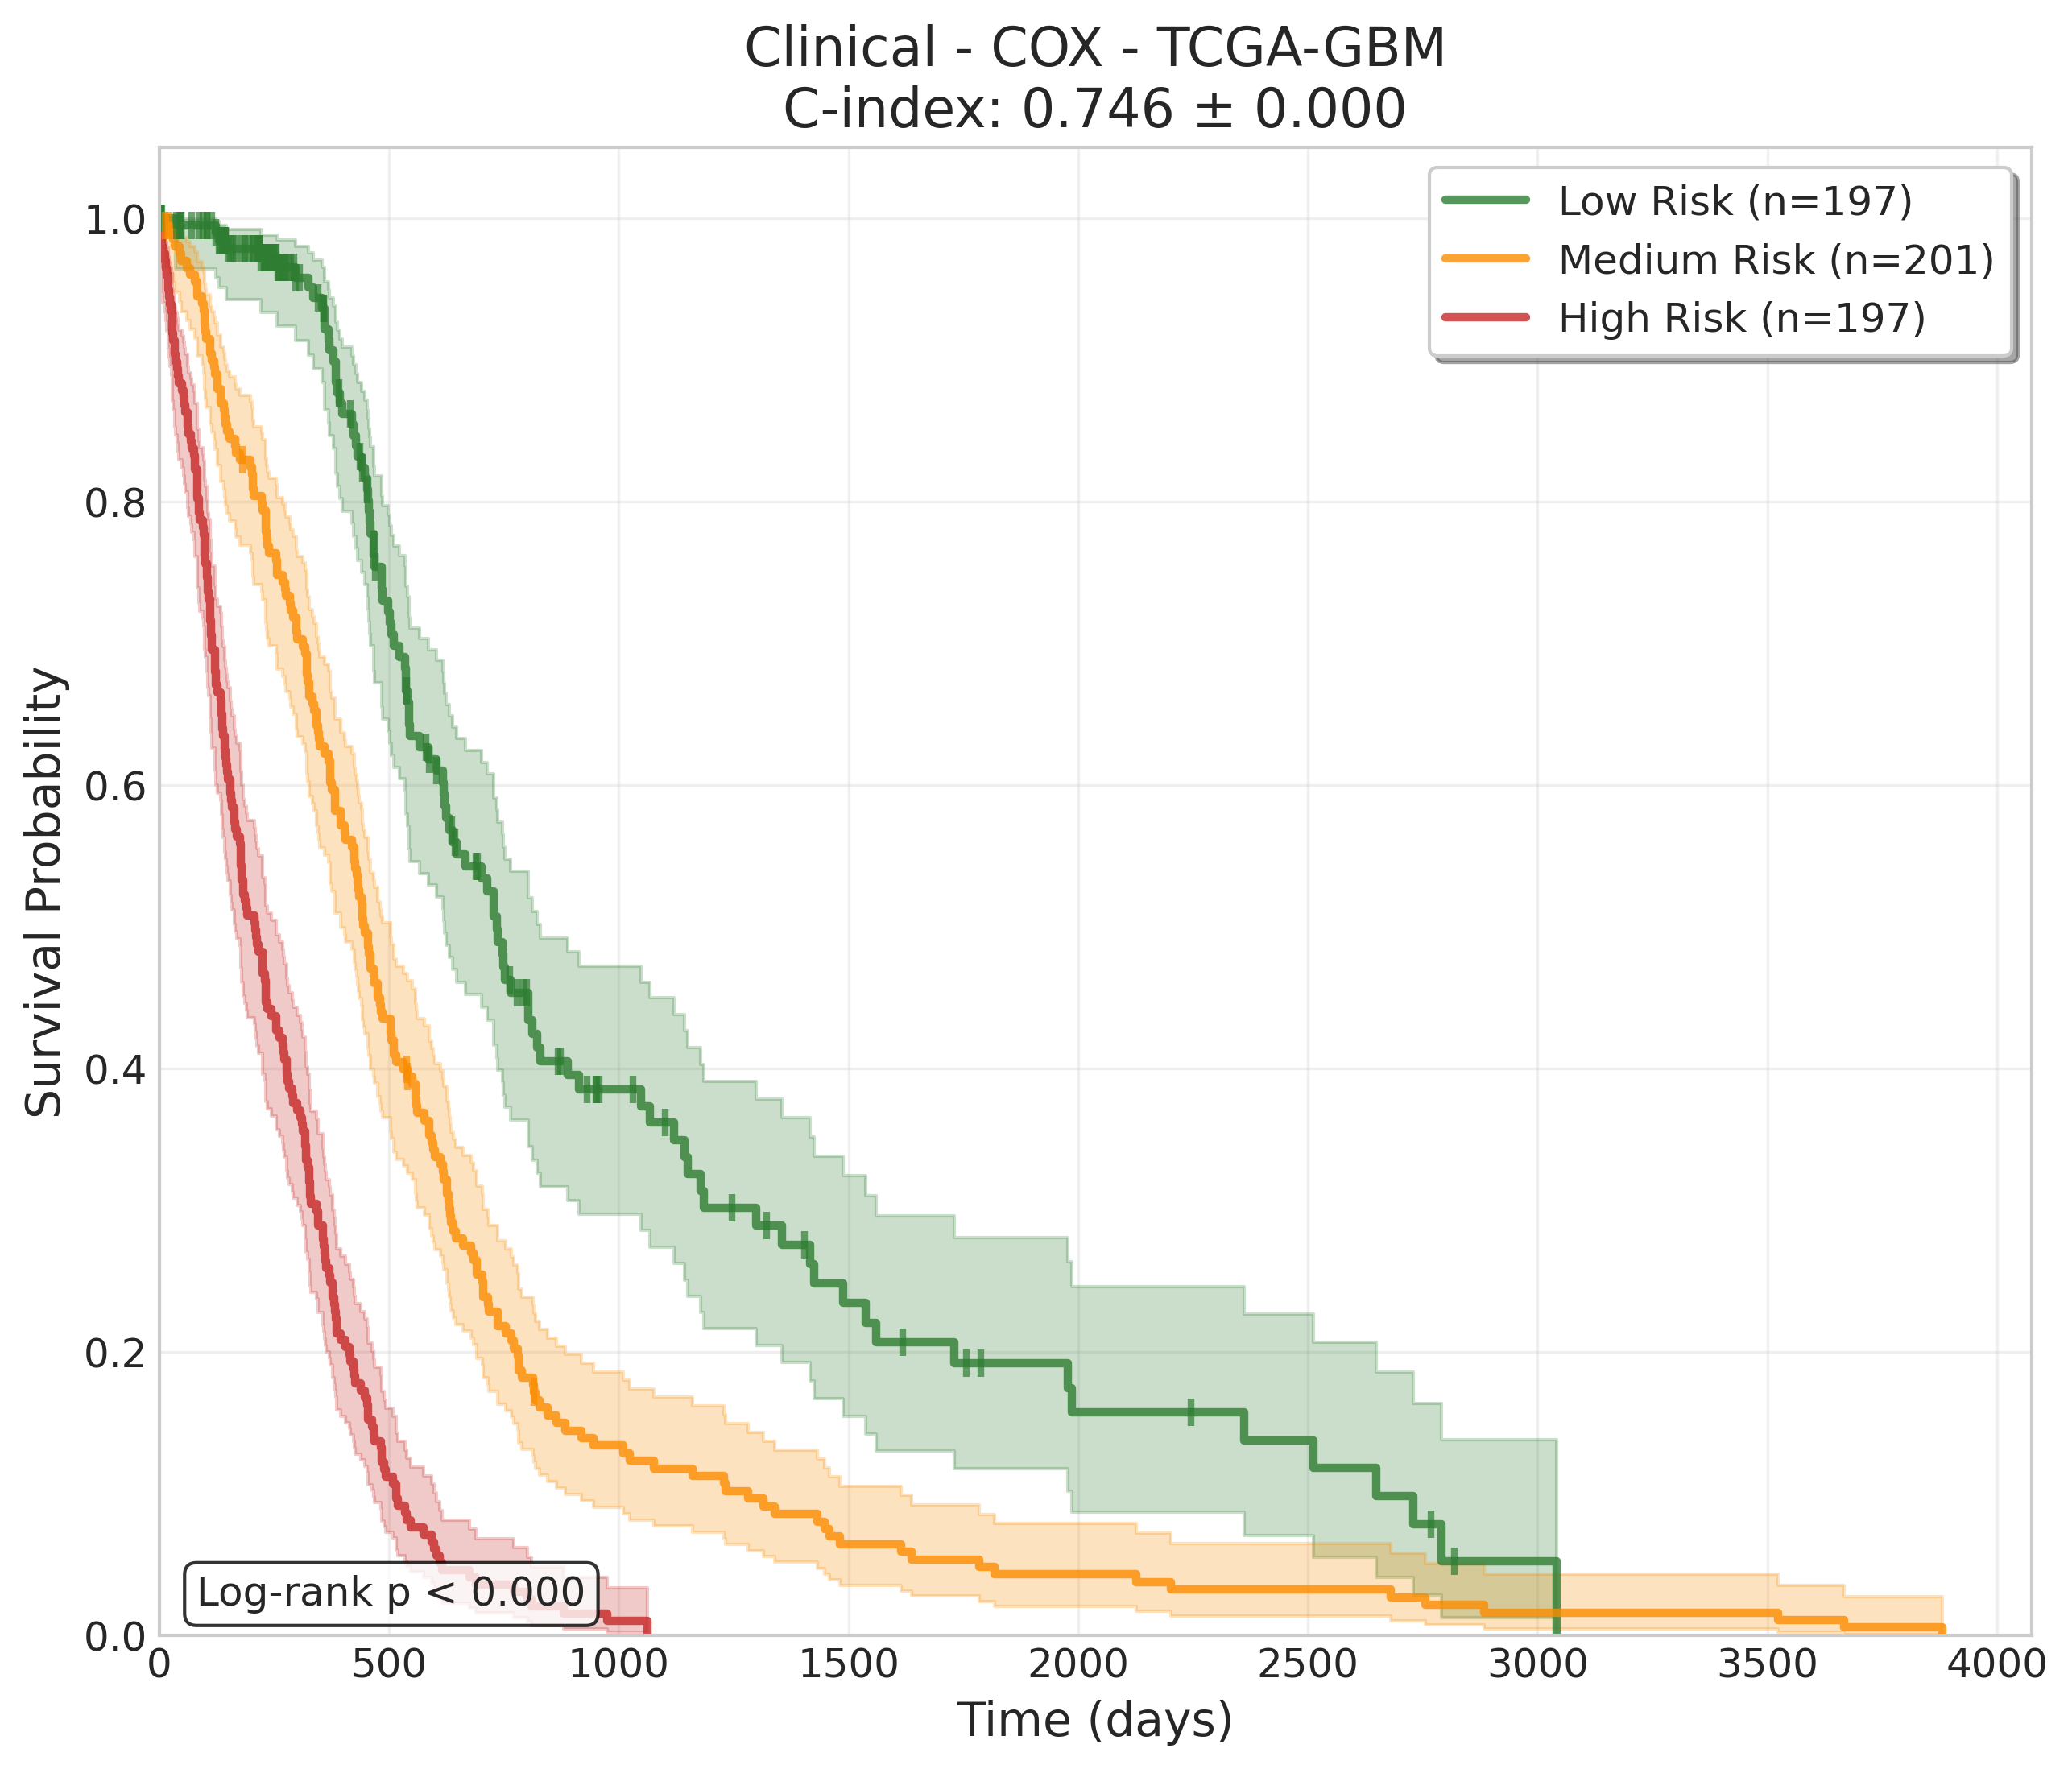 Clinical - COX - TCGA-GBM
C-index: 0.746 ± 0.000
Low Risk (n=197)
Medium Risk (n=201)
High Risk (n=197)
Survival Probability
1.0
0.8
0.6
0.4
0.2
0.0
Log-rank p < 0.000
0 500 1000 1500 2000 2500 3000 3500 4000
Time (days)